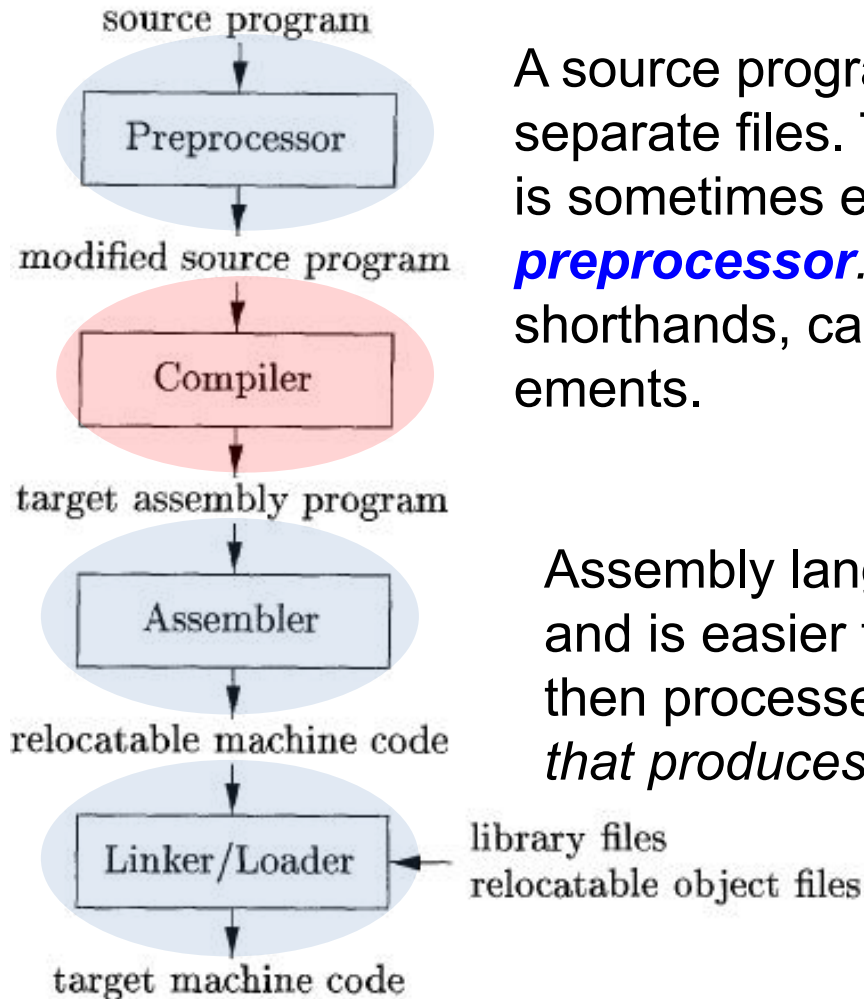 source program
Preprocessor
modified source program
Compiler
target assembly program
Assembler
relocatable machine code
Linker/Loader
library files
relocatable object files
target machine code
A source progra
separate files.
is sometimes e
preprocessor.
shorthands, ca
ements.
Assembly lang
and is easier
then processe
that produces